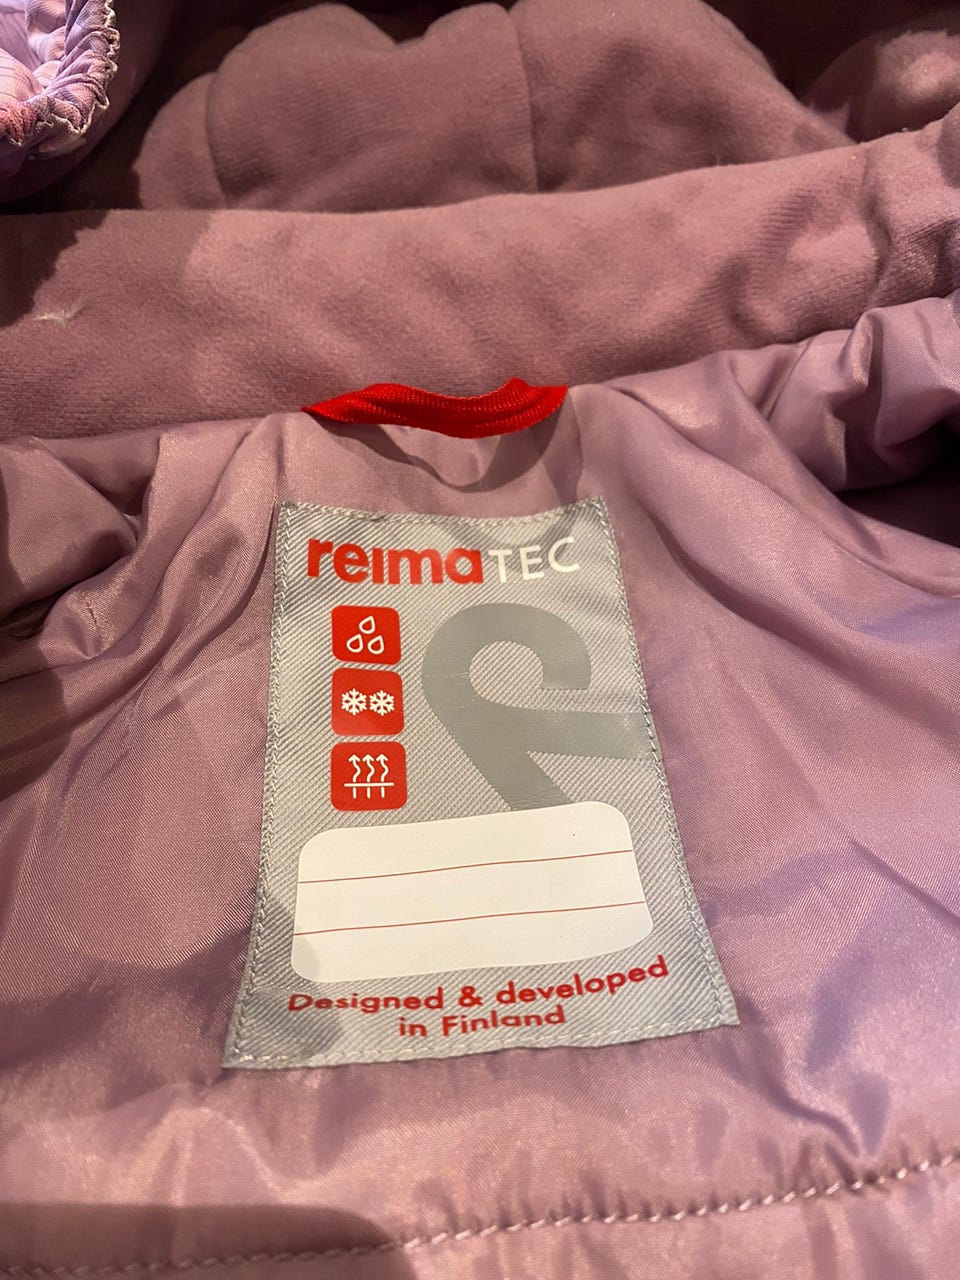 reimaTEC
Designed & developed
in Finland